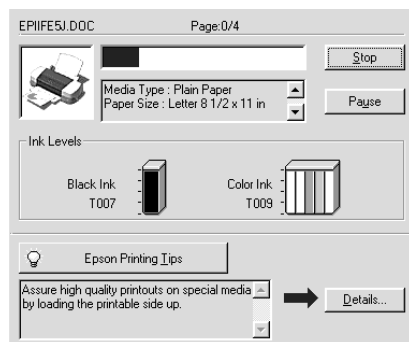 EPIIFE5J.DOC Page:0/4
Stop
Media Type : Plain Paper
Paper Size : Letter 8 1/2 x 11 in
Pause
Ink Levels
Black Ink
T007
Color Ink
T009
Epson Printing Tips
Assure high quality printouts on special media
by loading the printable side up.
Details...